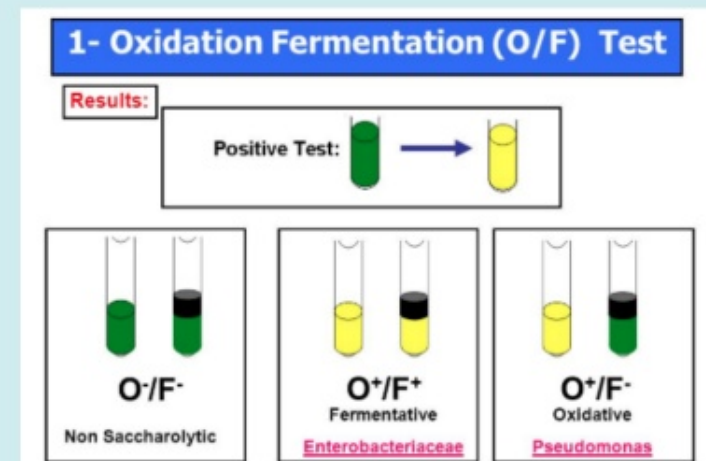 1- Oxidation Fermentation (O/F) Test
Results:
Positive Test:
O-/F-
Non Saccharolytic
O+/F+
Fermentative
Enterobacteriaceae
O+/F-
Oxidative
Pseudomonas